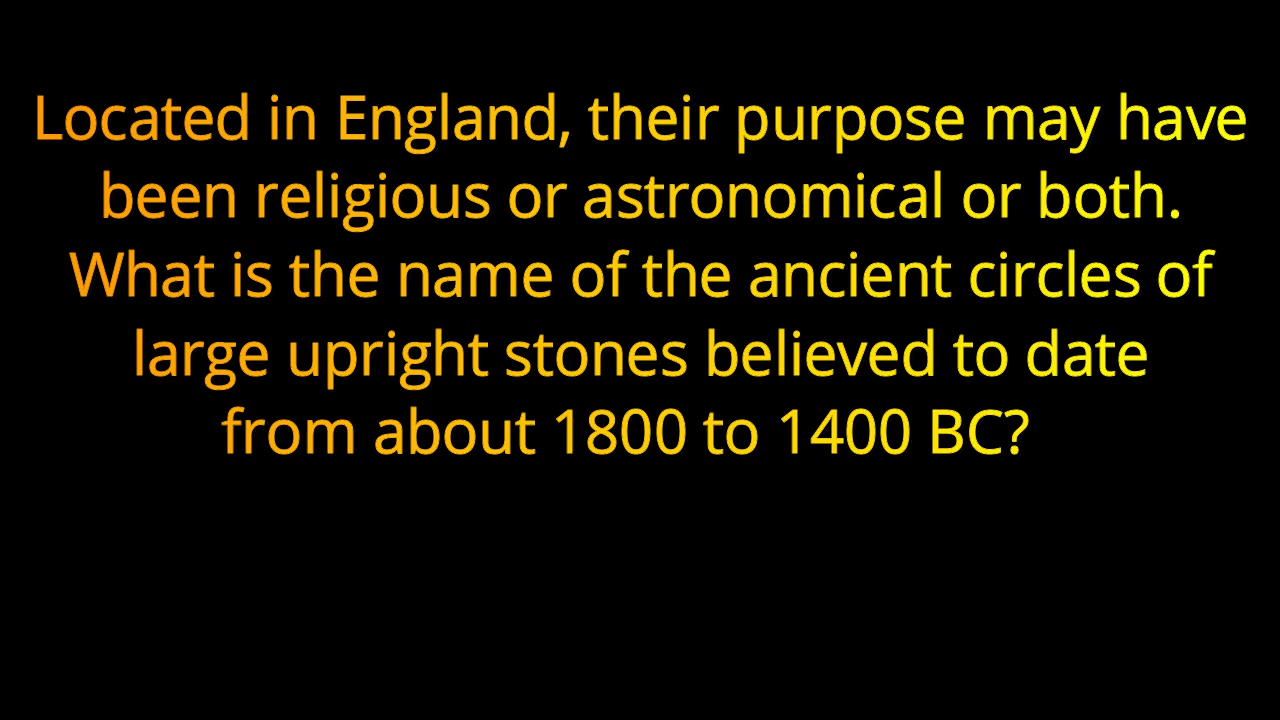 Located in England, their purpose may have
been religious or astronomical or both.
What is the name of the ancient circles of
large upright stones believed to date
from about 1800 to 1400 BC?